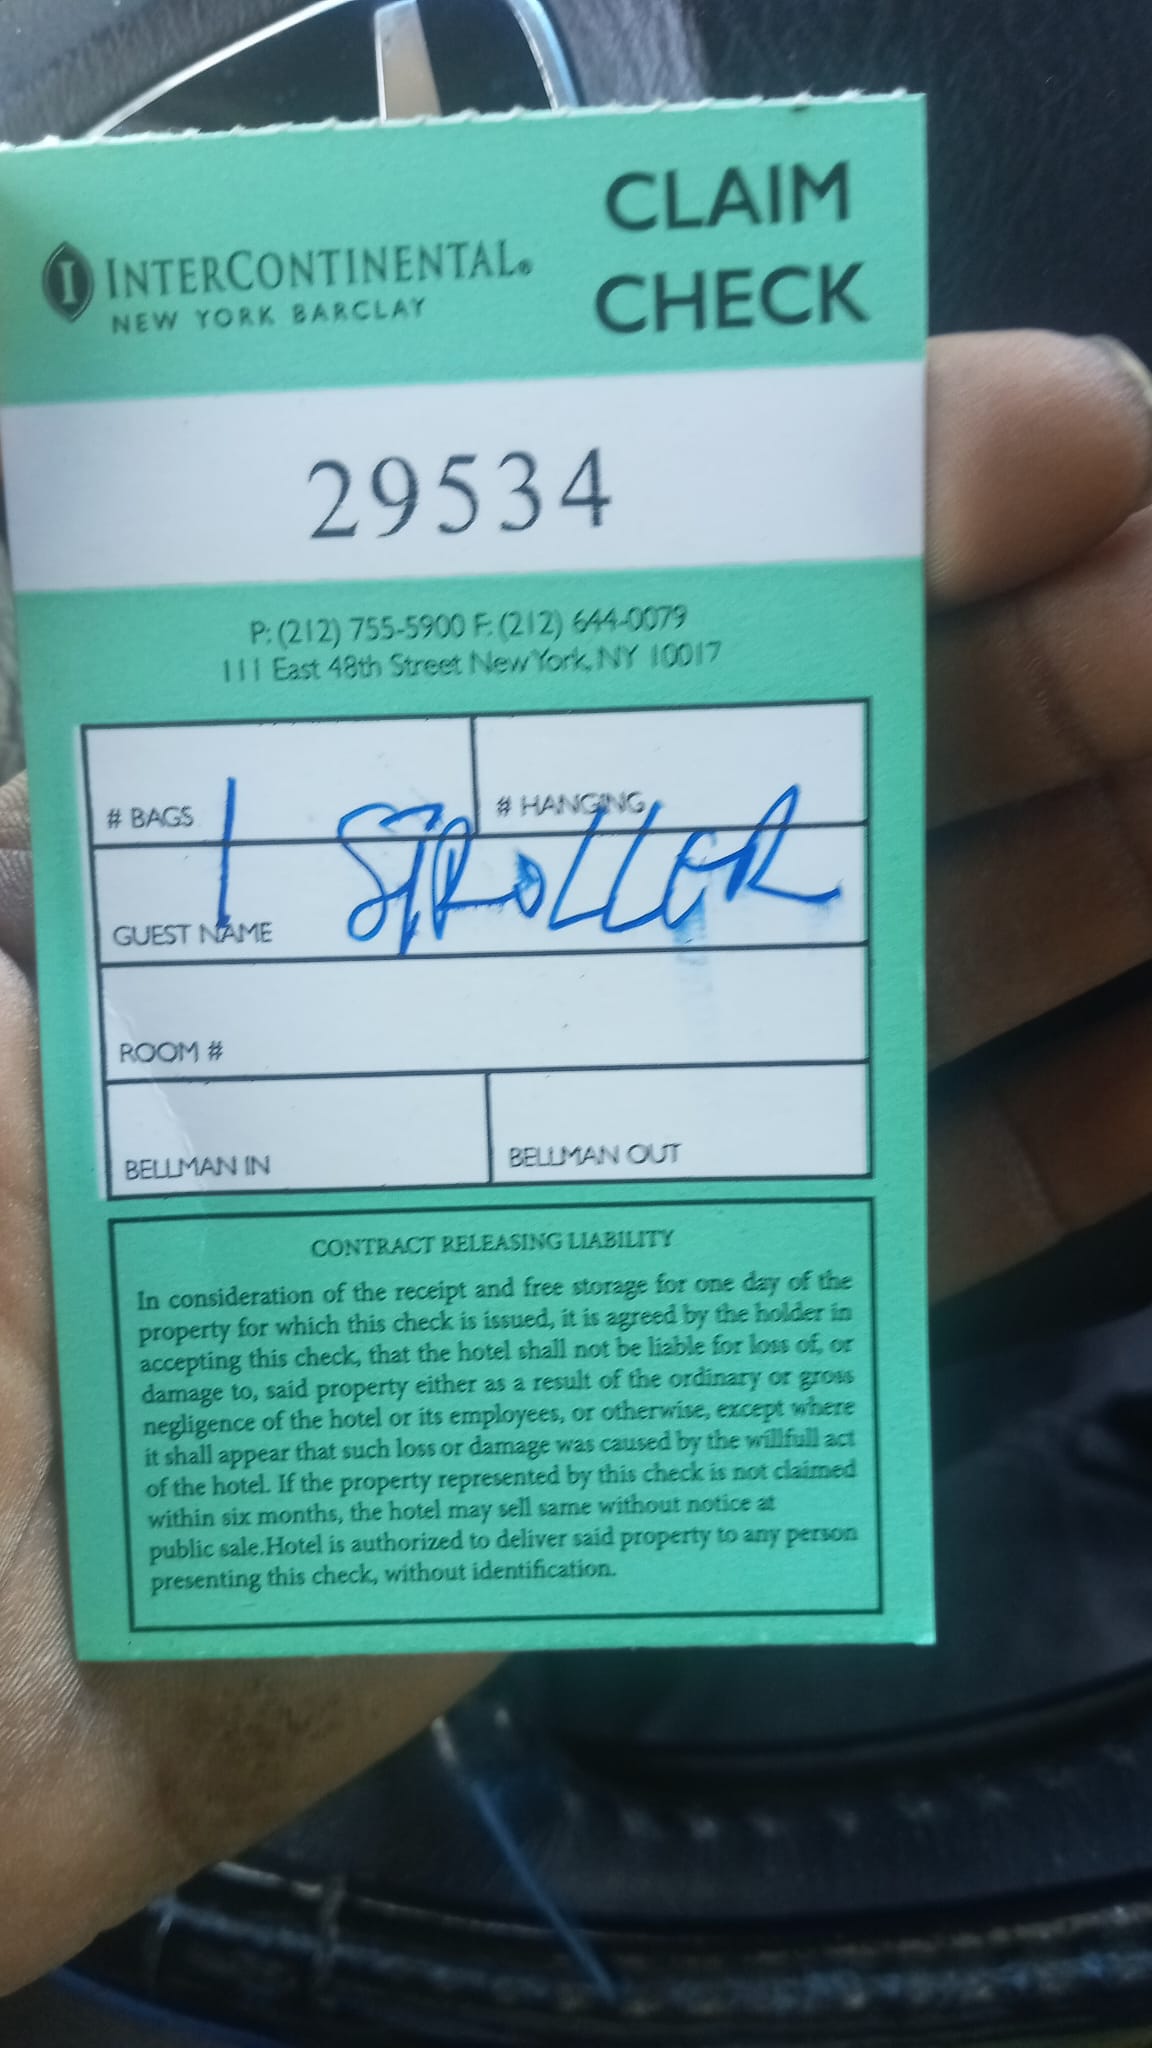 CLAIM
CHECK
INTERCONTINENTAL®
NEW YORK BARCLAY
29534
P: (212) 755-5900 F: (212) 644-0079
111 East 48th Street New York, NY 10017
# BAGS
# HANGING
1 STROLLER
GUEST NAME
ROOM #
BELLMAN IN
BELLMAN OUT
CONTRACT RELEASING LIABILITY
In consideration of the receipt and free storage for one day of the
property for which this check is issued, it is agreed by the holder in
accepting this check, that the hotel shall not be liable for loss of, or
damage to, said property either as a result of the ordinary or gross
negligence of the hotel or its employees, or otherwise, except where
it shall appear that such loss or damage was caused by the willfull act
of the hotel. If the property represented by this check is not claimed
within six months, the hotel may sell same without notice at
public sale.Hotel is authorized to deliver said property to any person
presenting this check, without identification.